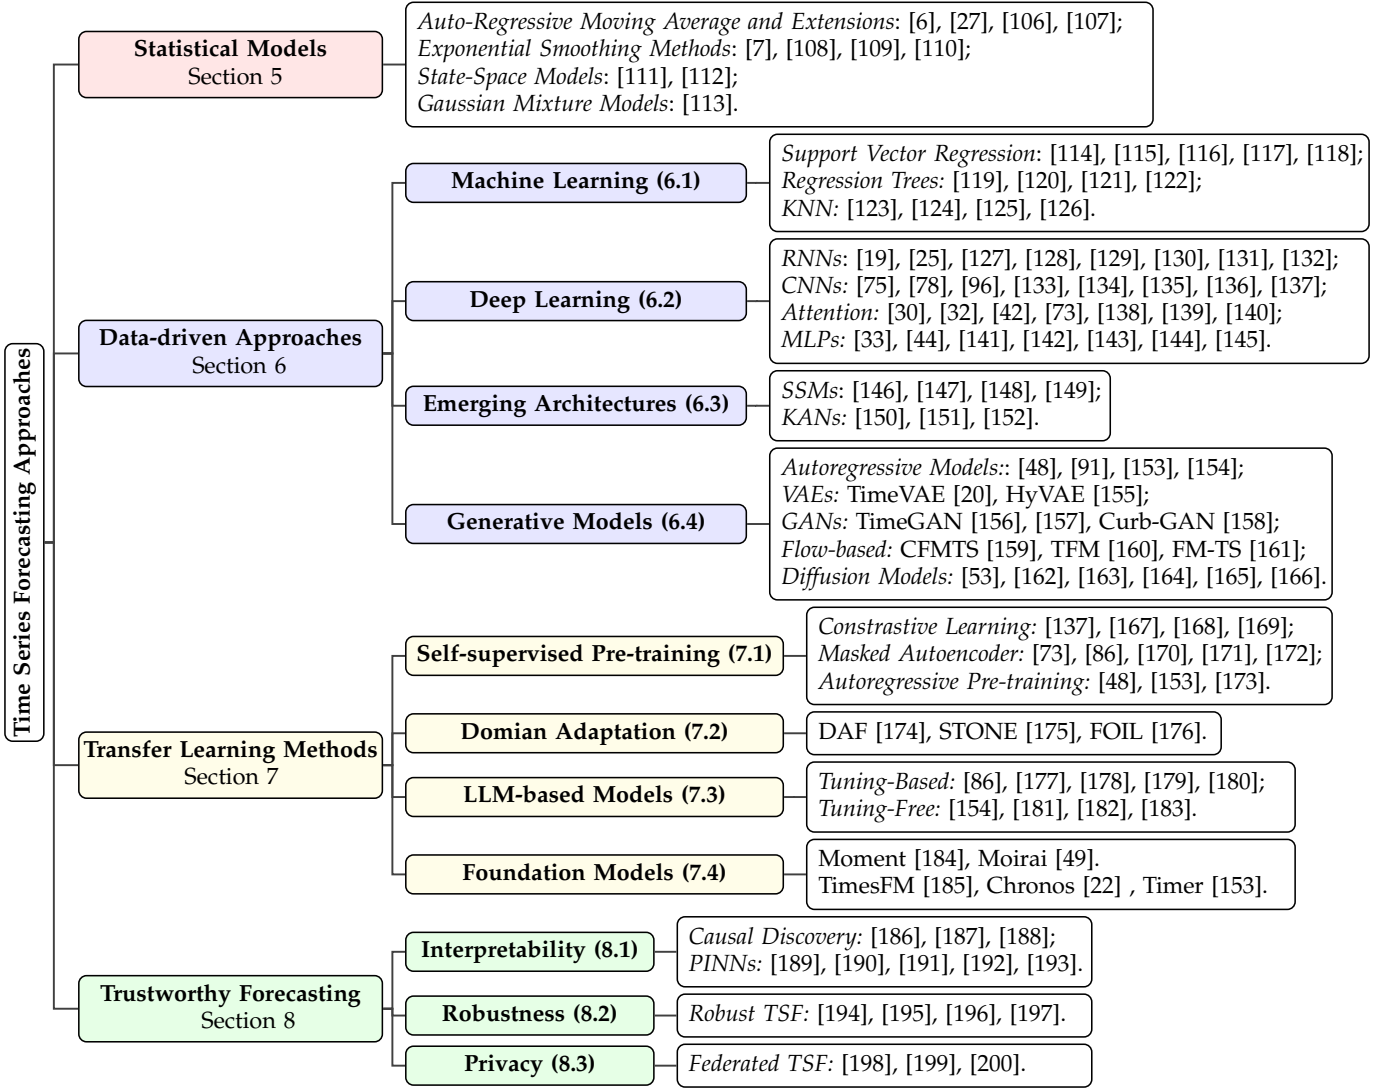 Time Series Forecasting Approaches
Statistical Models
Section 5
Auto-Regressive Moving Average and Extensions: [6], [27], [106], [107];
Exponential Smoothing Methods: [7], [108], [109], [110];
State-Space Models: [111], [112];
Gaussian Mixture Models: [113].
Data-driven Approaches
Section 6
Machine Learning (6.1)
Support Vector Regression: [114], [115], [116], [117], [118];
Regression Trees: [119], [120], [121], [122];
KNN: [123], [124], [125], [126].
Deep Learning (6.2)
RNNs: [19], [25], [127], [128], [129], [130], [131], [132];
CNNs: [75], [78], [96], [133], [134], [135], [136], [137];
Attention: [30], [32], [42], [73], [138], [139], [140];
MLPs: [33], [44], [141], [142], [143], [144], [145].
Emerging Architectures (6.3)
SSMs: [146], [147], [148], [149];
KANs: [150], [151], [152].
Generative Models (6.4)
Autoregressive Models:: [48], [91], [153], [154];
VAEs: TimeVAE [20], HyVAE [155];
GANs: TimeGAN [156], [157], Curb-GAN [158];
Flow-based: CFMTS [159], TFM [160], FM-TS [161];
Diffusion Models: [53], [162], [163], [164], [165], [166].
Transfer Learning Methods
Section 7
Self-supervised Pre-training (7.1)
Constrastive Learning: [137], [167], [168], [169];
Masked Autoencoder: [73], [86], [170], [171], [172];
Autoregressive Pre-training: [48], [153], [173].
Domian Adaptation (7.2)
DAF [174], STONE [175], FOIL [176].
LLM-based Models (7.3)
Tuning-Based: [86], [177], [178], [179], [180];
Tuning-Free: [154], [181], [182], [183].
Foundation Models (7.4)
Moment [184], Moirai [49].
TimesFM [185], Chronos [22] , Timer [153].
Trustworthy Forecasting
Section 8
Interpretability (8.1)
Causal Discovery: [186], [187], [188];
PINNs: [189], [190], [191], [192], [193].
Robustness (8.2)
Robust TSF: [194], [195], [196], [197].
Privacy (8.3)
Federated TSF: [198], [199], [200].